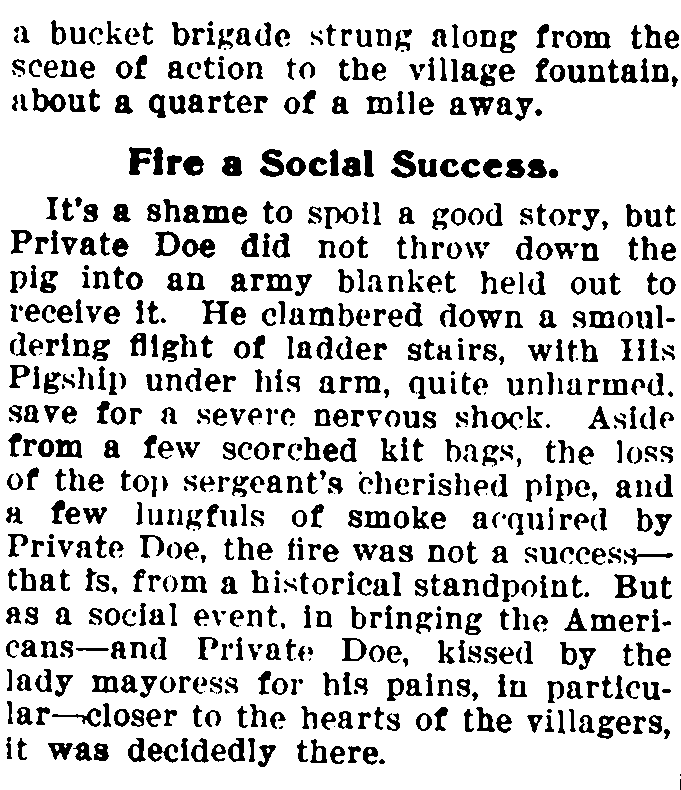 a bucket brigade strung along from the
scene of action to the village fountain,
about a quarter of a mile away.
Fire a Social Success.
It's a shame to spoil a good story, but
Private Doe did not throw down the
pig into an army blanket held out to
receive it. He clambered down a smoul-
dering flight of ladder stairs, with His
Pigship under his arm, quite unharmed.
save for a severe nervous shock. Aside
from a few scorched kit bags, the loss
of the top sergeant's cherished pipe, and
a few lungfuls of smoke acquired by
Private Doe, the fire was not a success—
that is, from a historical standpoint. But
as a social event, in bringing the Ameri-
cans—and Private Doe, kissed by the
lady mayoress for his pains, in particu-
lar—closer to the hearts of the villagers,
it was decidedly there.